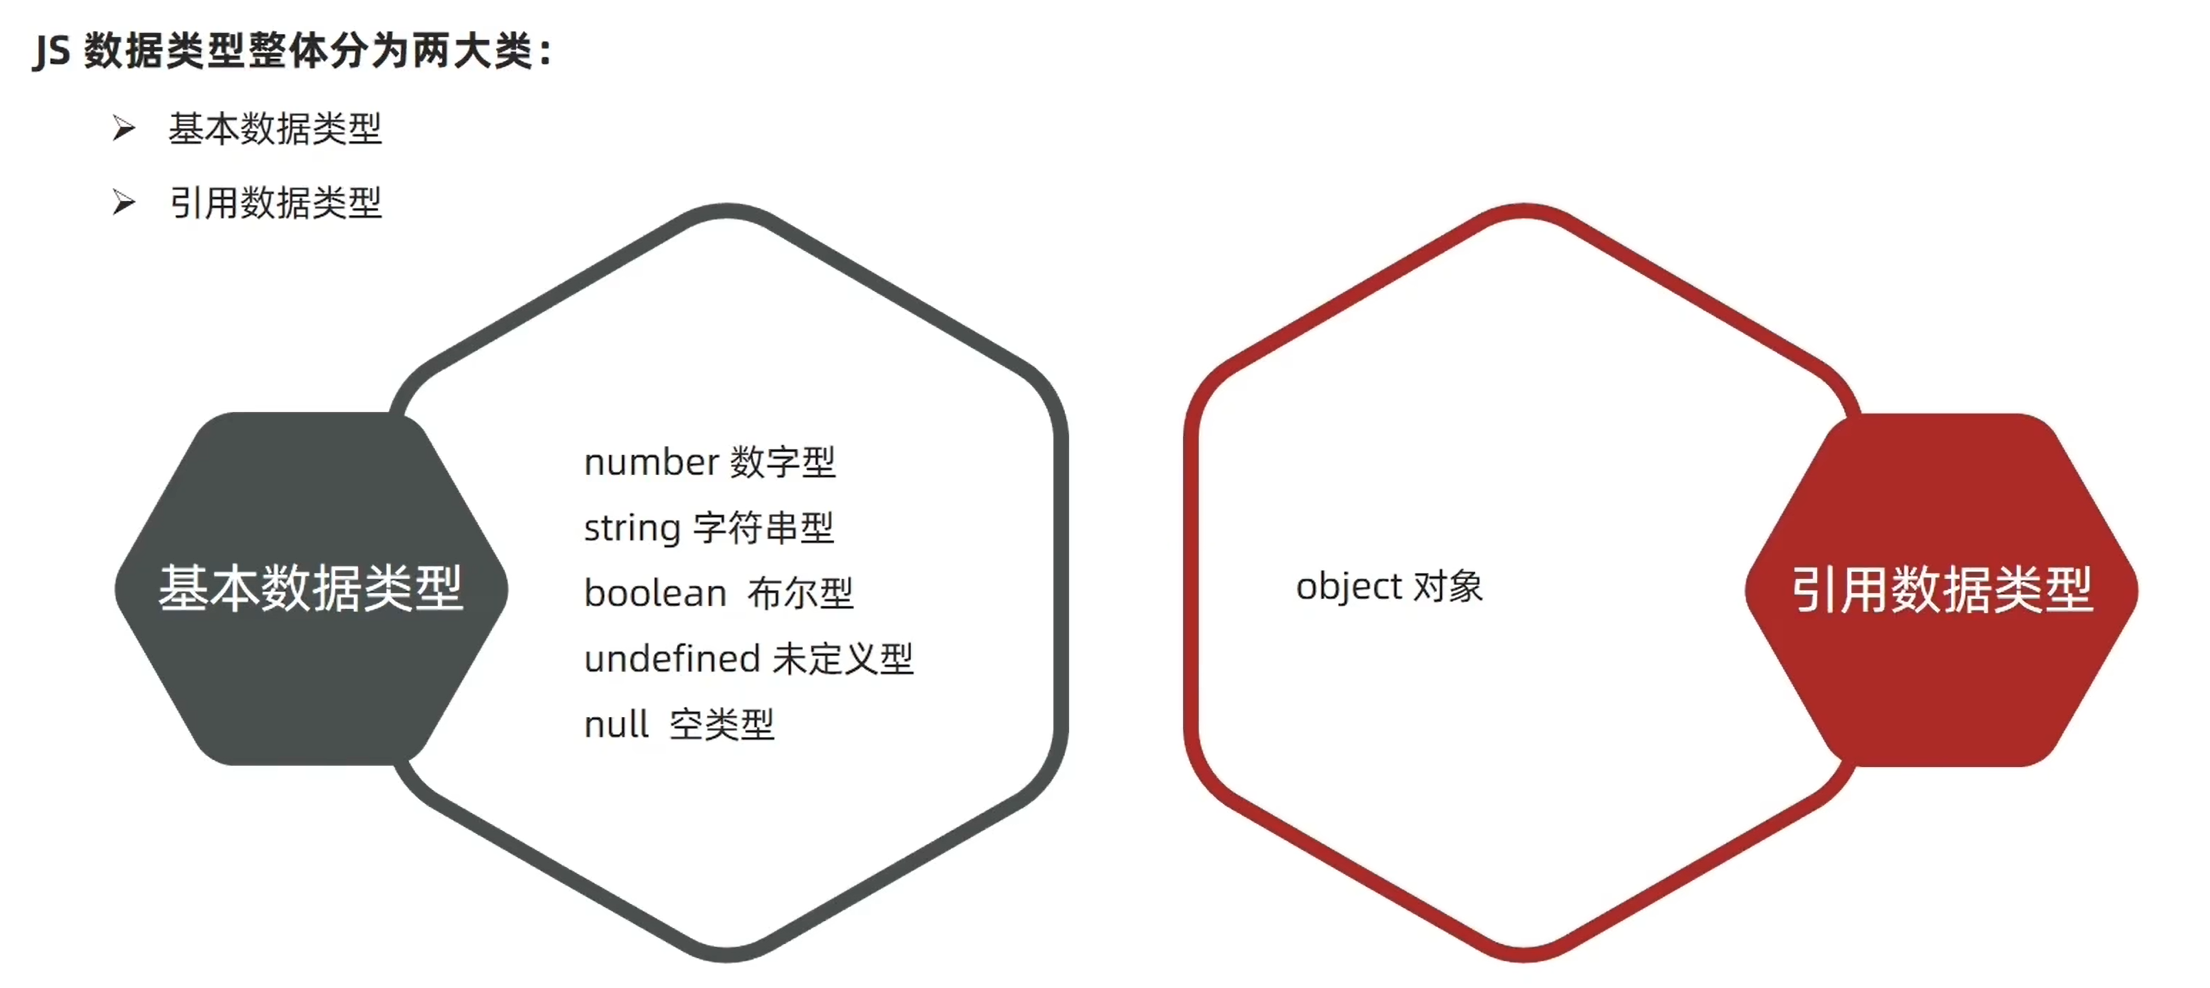 JS 数据类型整体分为两大类：
➢ 基本数据类型
➢ 引用数据类型
基本数据类型
number 数字型
string 字符串型
boolean 布尔型
undefined 未定义型
null 空类型
object 对象
引用数据类型